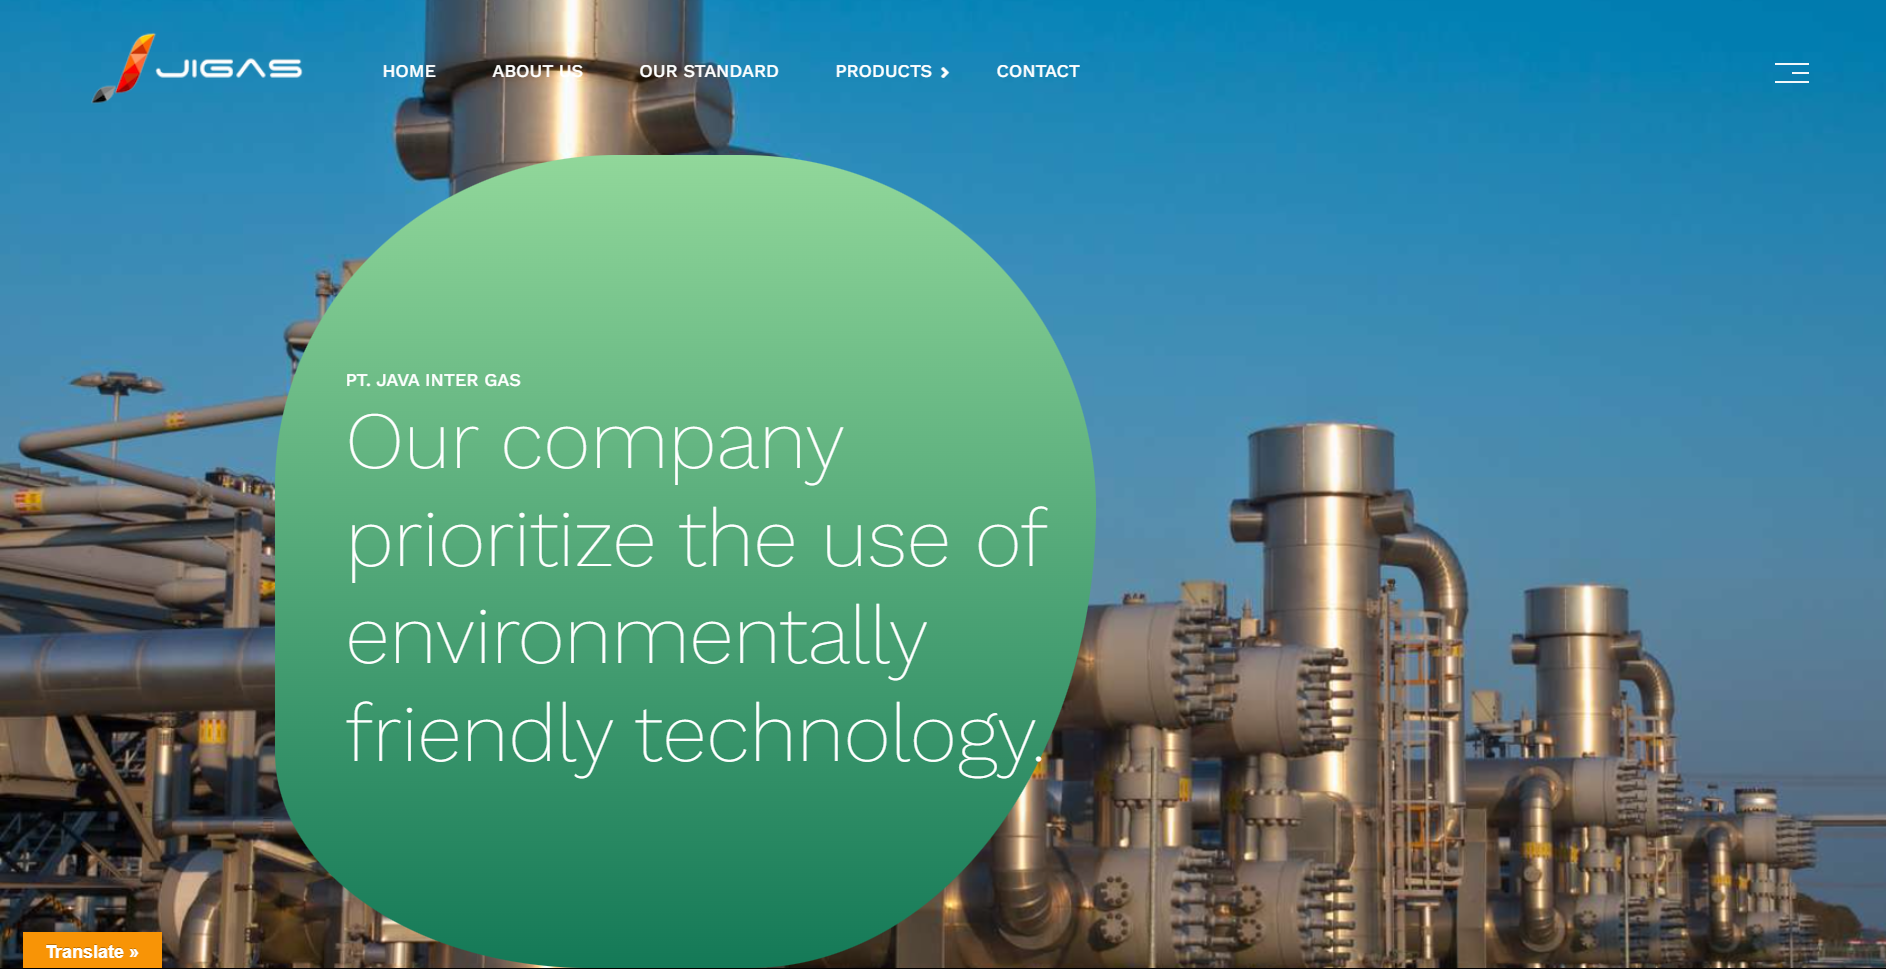 JIGAS
HOME
ABOUT US
OUR STANDARD
PRODUCTS
CONTACT
PT. JAVA INTER GAS
Our company
prioritize the use of
environmentally
friendly technology.
Translate »